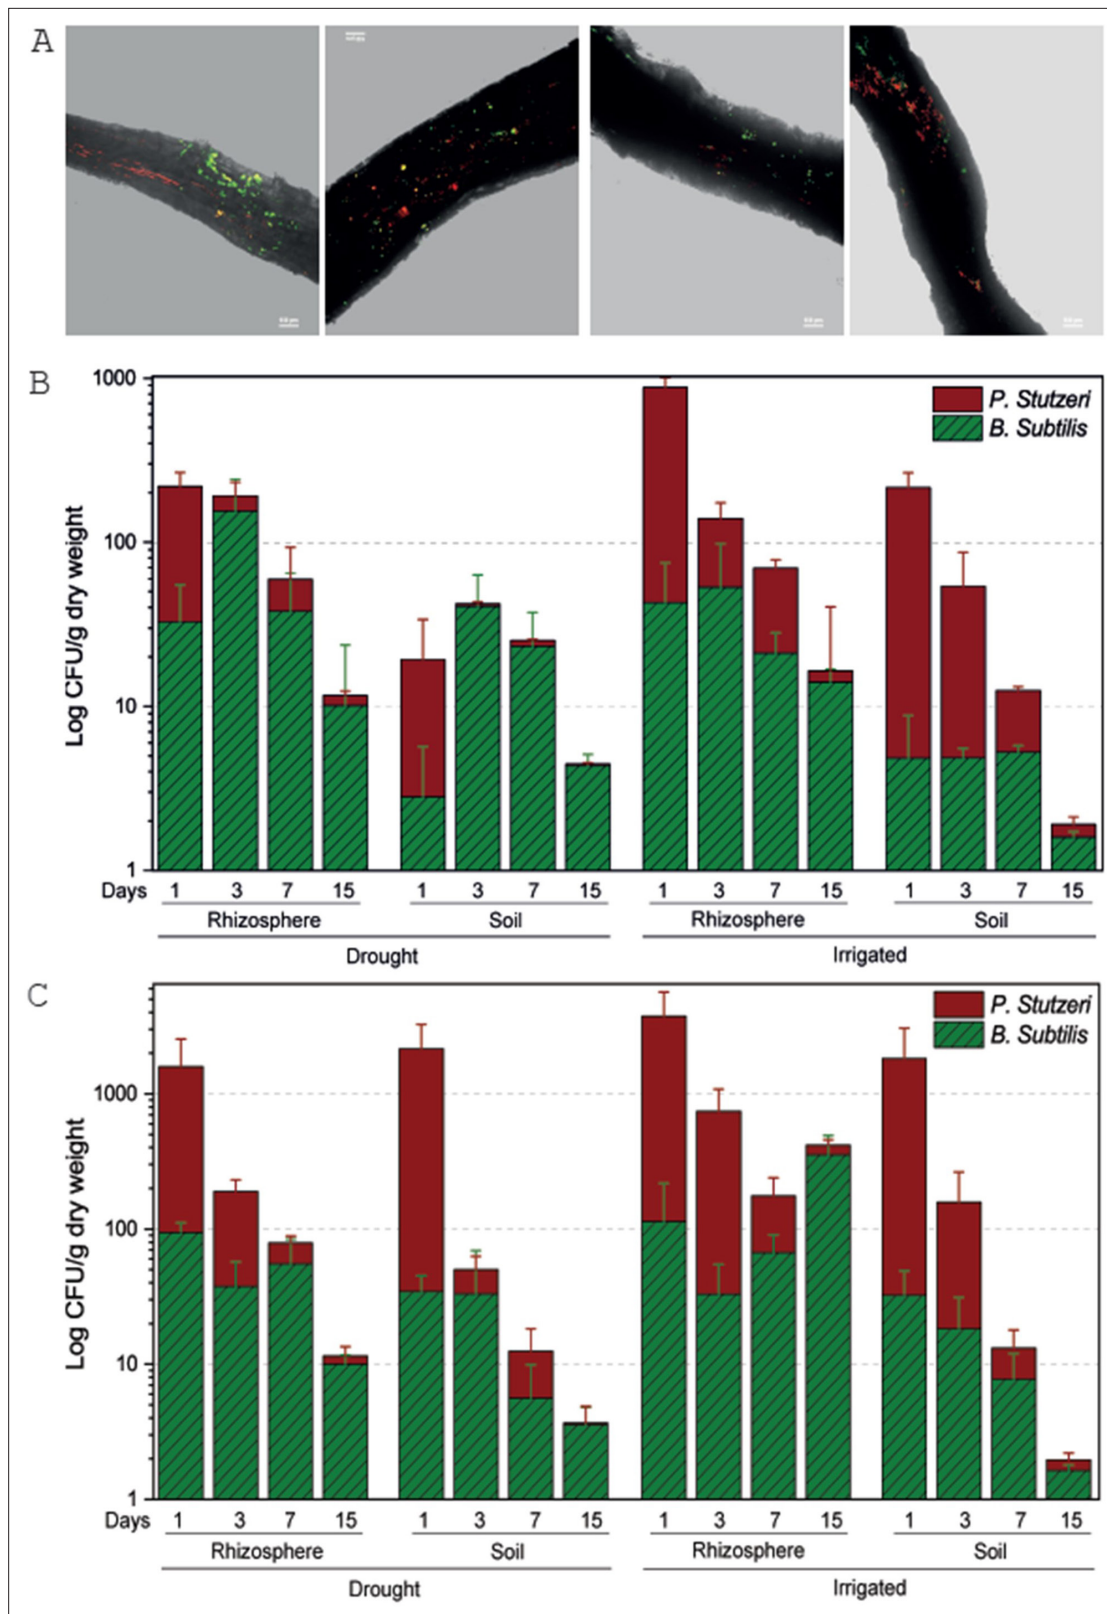 A
B
1000
100
10
1
Log CFU/g dry weight
P. Stutzeri
B. Subtilis
Days 1 3 7 15 1 3 7 15 1 3 7 15 1 3 7 15
Rhizosphere Soil Rhizosphere Soil
Drought Irrigated
C
1000
100
10
1
Log CFU/g dry weight
P. Stutzeri
B. Subtilis
Days 1 3 7 15 1 3 7 15 1 3 7 15 1 3 7 15
Rhizosphere Soil Rhizosphere Soil
Drought Irrigated